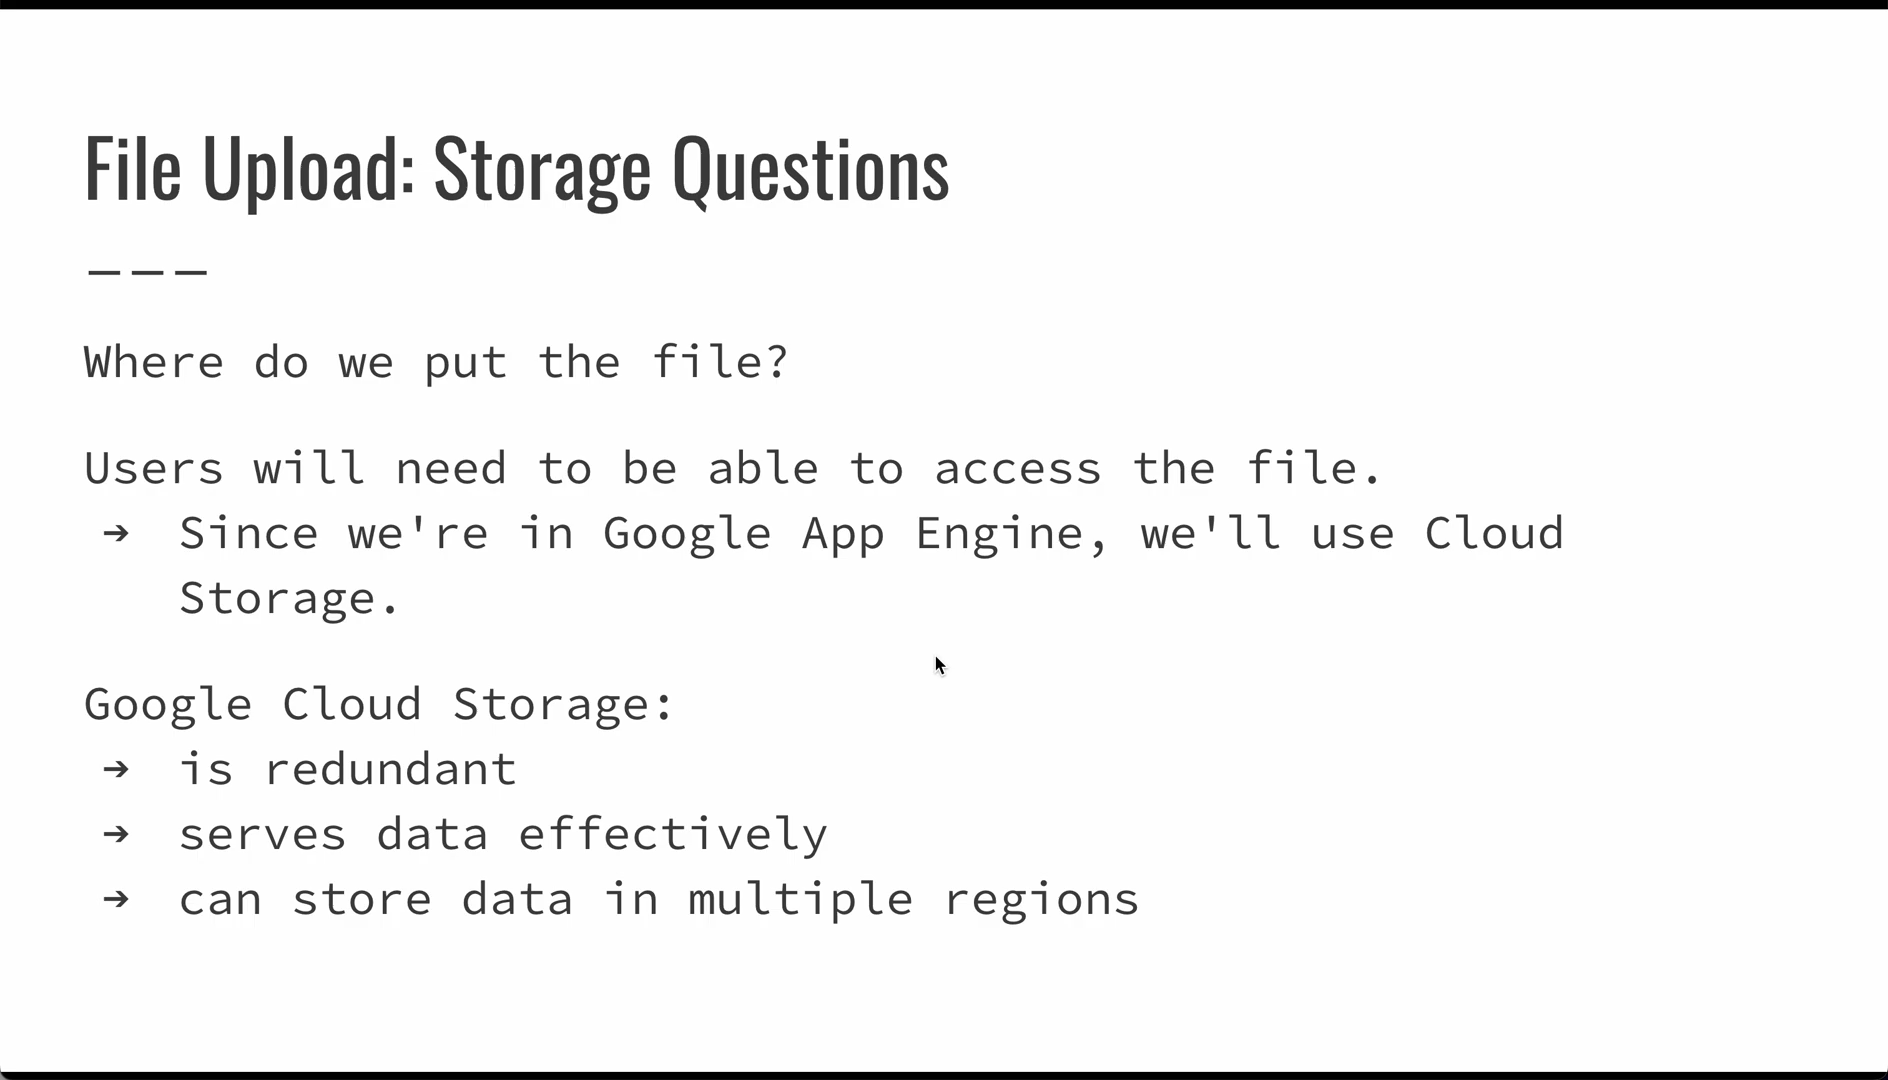 File Upload: Storage Questions
———
Where do we put the file?
Users will need to be able to access the file.
➔ Since we're in Google App Engine, we'll use Cloud
Storage.
Google Cloud Storage:
➔ is redundant
➔ serves data effectively
➔ can store data in multiple regions